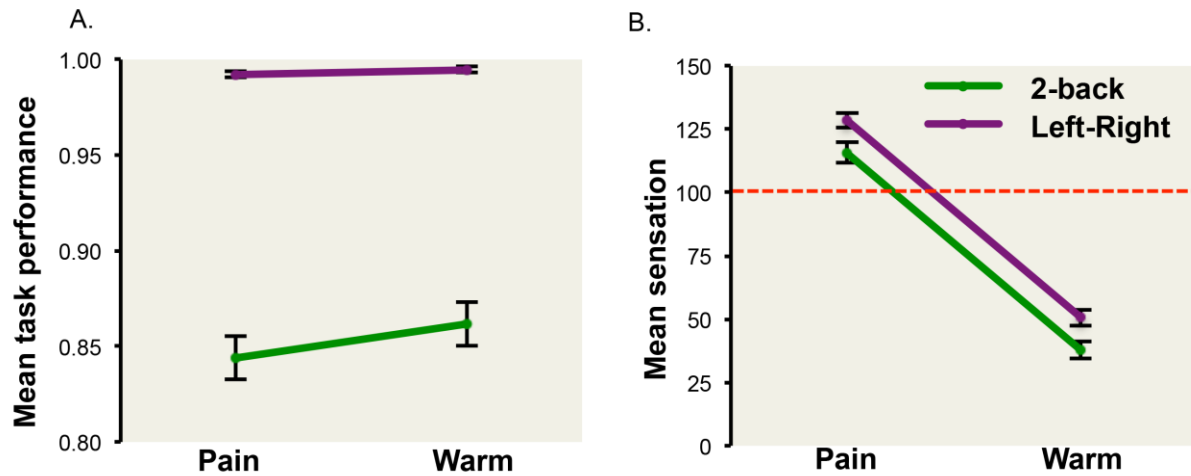 A.
Mean task performance
1.00
0.95
0.90
0.85
0.80
Pain Warm
B.
Mean sensation
150
125
100
75
50
25
0
2-back
Left-Right
Pain Warm